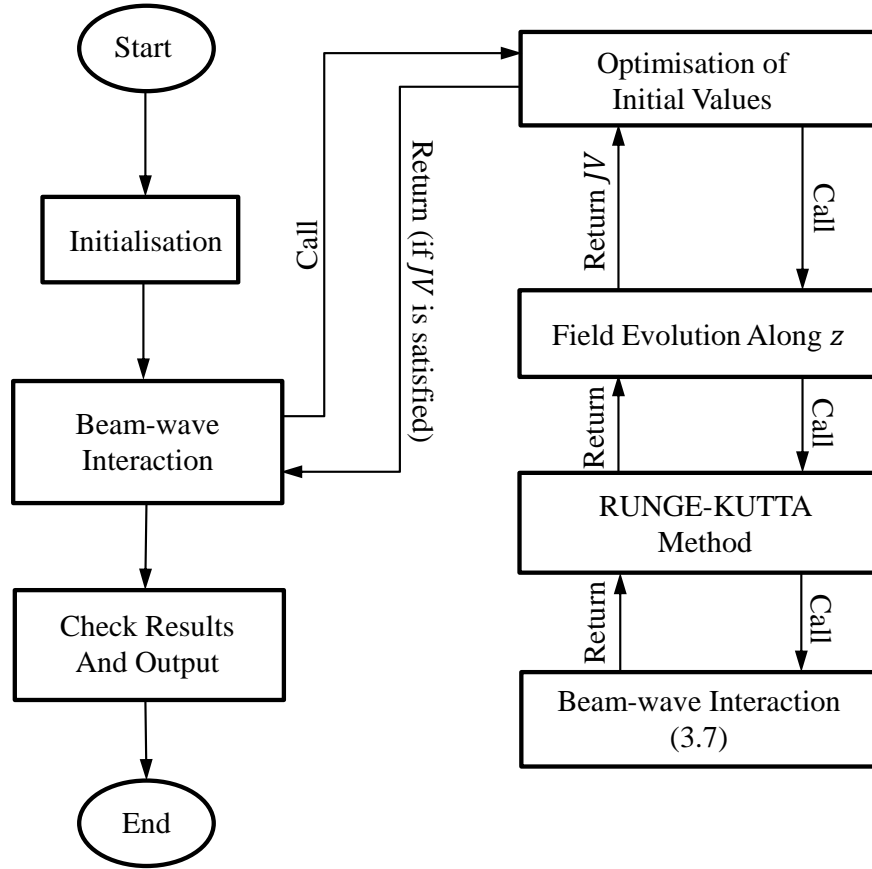 Start
Initialisation
Beam-wave
Interaction
Check Results
And Output
End
Call
Return (if JV is satisfied)
Optimisation of
Initial Values
Return JV
Call
Field Evolution Along z
Return
Call
RUNGE-KUTTA
Method
Return
Call
Beam-wave Interaction
(3.7)